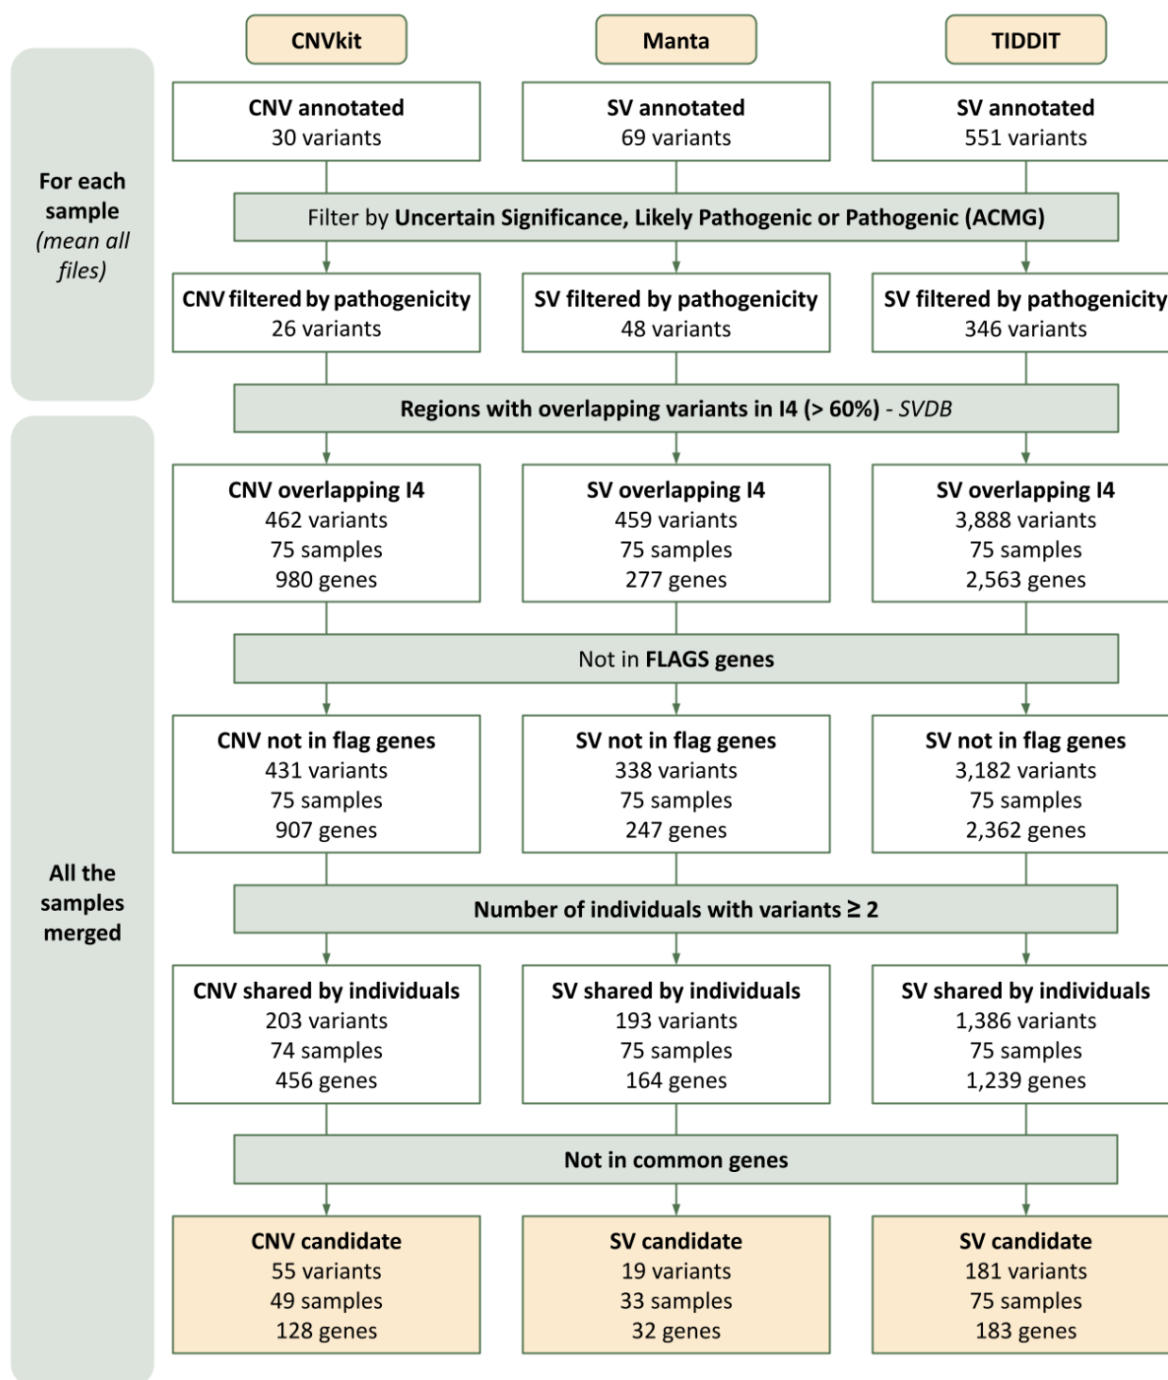 CNVkit
Manta
TIDDIT
For each
sample
(mean all
files)
CNV annotated
30 variants
SV annotated
69 variants
SV annotated
551 variants
Filter by Uncertain Significance, Likely Pathogenic or Pathogenic (ACMG)
CNV filtered by pathogenicity
26 variants
SV filtered by pathogenicity
48 variants
SV filtered by pathogenicity
346 variants
Regions with overlapping variants in I4 (> 60%) - SVDB
All the
samples
merged
CNV overlapping I4
462 variants
75 samples
980 genes
SV overlapping I4
459 variants
75 samples
277 genes
SV overlapping I4
3,888 variants
75 samples
2,563 genes
Not in FLAGS genes
CNV not in flag genes
431 variants
75 samples
907 genes
SV not in flag genes
338 variants
75 samples
247 genes
SV not in flag genes
3,182 variants
75 samples
2,362 genes
Number of individuals with variants ≥ 2
CNV shared by individuals
203 variants
74 samples
456 genes
SV shared by individuals
193 variants
75 samples
164 genes
SV shared by individuals
1,386 variants
75 samples
1,239 genes
Not in common genes
CNV candidate
55 variants
49 samples
128 genes
SV candidate
19 variants
33 samples
32 genes
SV candidate
181 variants
75 samples
183 genes